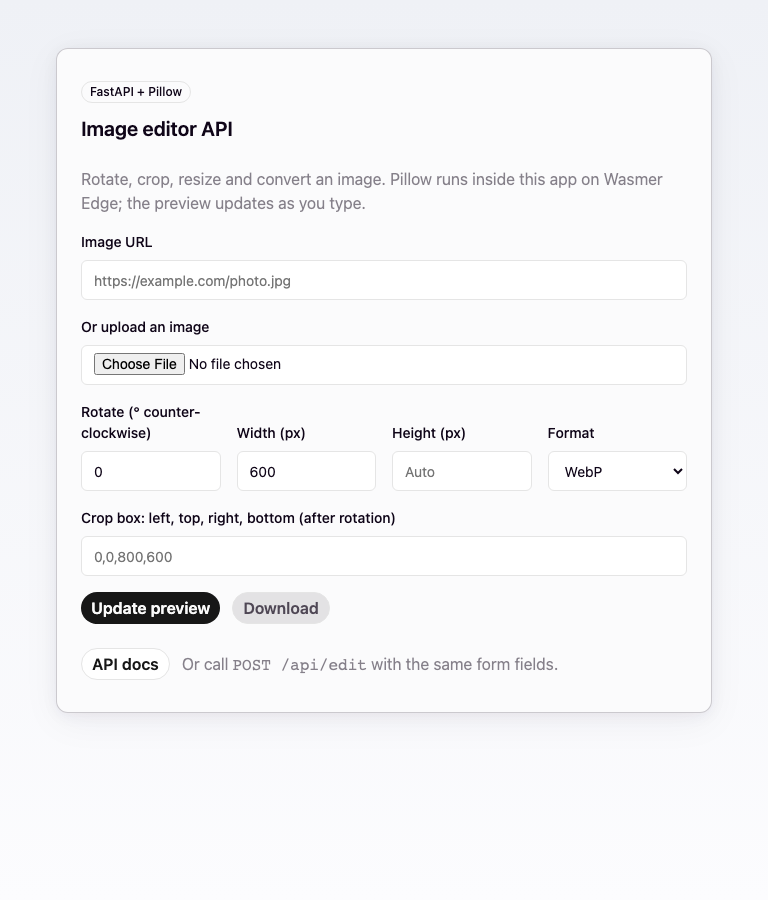 FastAPI + Pillow
Image editor API
Rotate, crop, resize and convert an image. Pillow runs inside this app on Wasmer
Edge; the preview updates as you type.
Image URL
https://example.com/photo.jpg
Or upload an image
Choose File No file chosen
Rotate (° counter-
clockwise)
Width (px)
Height (px)
Format
0
600
Auto
WebP
Crop box: left, top, right, bottom (after rotation)
0,0,800,600
Update preview
Download
API docs
Or call POST /api/edit with the same form fields.